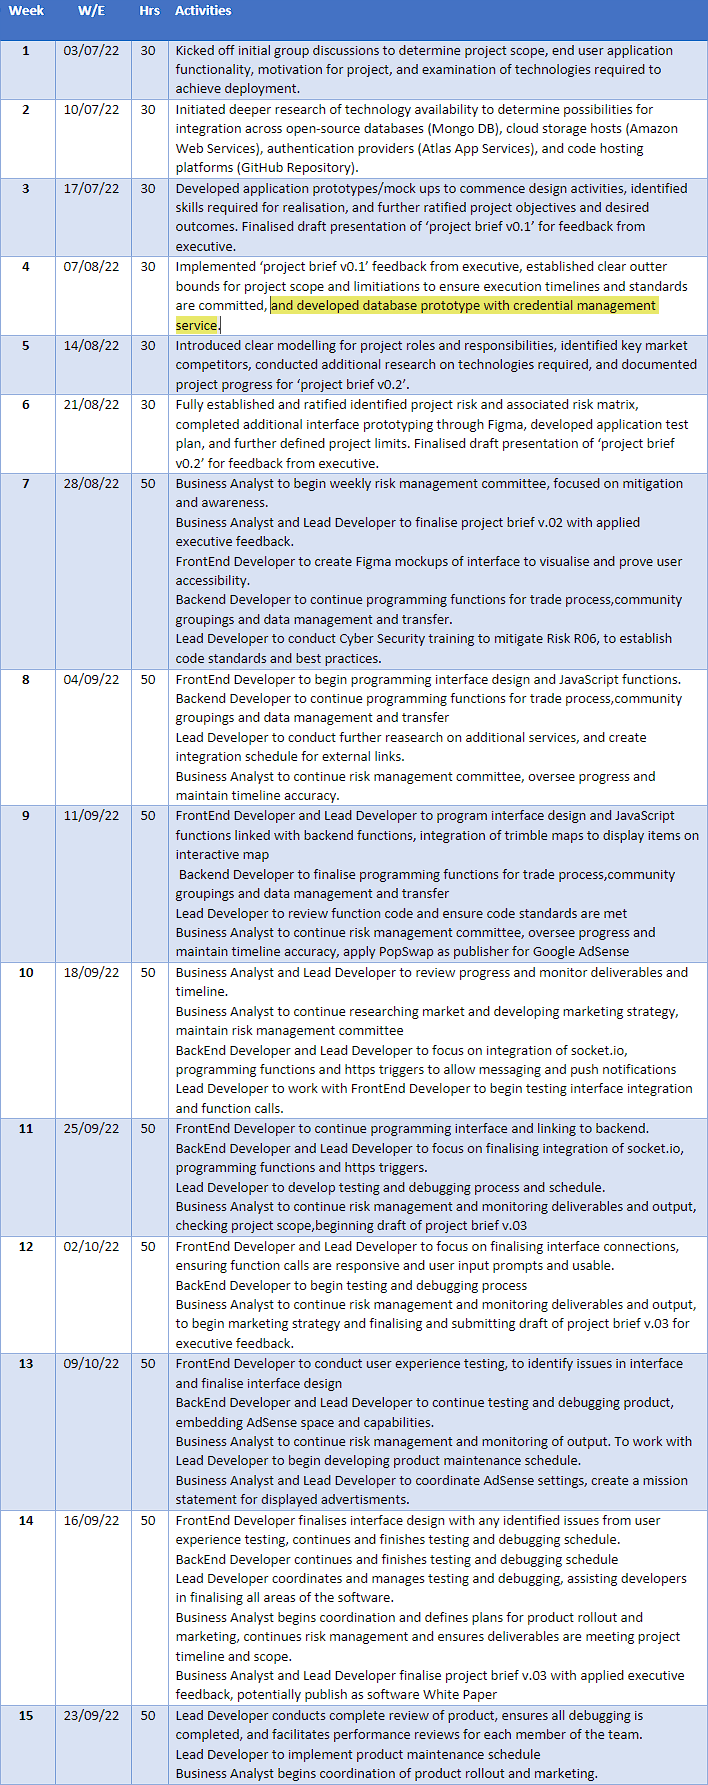 Week W/E Hrs Activities
1 03/07/22 30 Kicked off initial group discussions to determine project scope, end user application
functionality, motivation for project, and examination of technologies required to
achieve deployment.
2 10/07/22 30 Initiated deeper research of technology availability to determine possibilities for
integration across open-source databases (Mongo DB), cloud storage hosts (Amazon
Web Services), authentication providers (Atlas App Services), and code hosting
platforms (GitHub Repository).
3 17/07/22 30 Developed application prototypes/mock ups to commence design activities, identified
skills required for realisation, and further ratified project objectives and desired
outcomes. Finalised draft presentation of ‘project brief v0.1’ for feedback from
executive.
4 07/08/22 30 Implemented ‘project brief v0.1’ feedback from executive, established clear outter
bounds for project scope and limitiations to ensure execution timelines and standards
are committed, and developed database prototype with credential management
service.
5 14/08/22 30 Introduced clear modelling for project roles and responsibilities, identified key market
competitors, conducted additional research on technologies required, and documented
project progress for ‘project brief v0.2’.
6 21/08/22 30 Fully established and ratified identified project risk and associated risk matrix,
completed additional interface prototyping through Figma, developed application test
plan, and further defined project limits. Finalised draft presentation of ‘project brief
v0.2’ for feedback from executive.
7 28/08/22 50 Business Analyst to begin weekly risk management committee, focused on mitigation
and awareness.
Business Analyst and Lead Developer to finalise project brief v.02 with applied
executive feedback.
FrontEnd Developer to create Figma mockups of interface to visualise and prove user
accessibility.
Backend Developer to continue programming functions for trade process,community
groupings and data management and transfer.
Lead Developer to conduct Cyber Security training to mitigate Risk R06, to establish
code standards and best practices.
8 04/09/22 50 FrontEnd Developer to begin programming interface design and JavaScript functions.
Backend Developer to continue programming functions for trade process,community
groupings and data management and transfer
Lead Developer to conduct further reasearch on additional services, and create
integration schedule for external links.
Business Analyst to continue risk management committee, oversee progress and
maintain timeline accuracy.
9 11/09/22 50 FrontEnd Developer and Lead Developer to program interface design and JavaScript
functions linked with backend functions, integration of trimble maps to display items on
interactive map
Backend Developer to finalise programming functions for trade process,community
groupings and data management and transfer
Lead Developer to review function code and ensure code standards are met
Business Analyst to continue risk management committee, oversee progress and
maintain timeline accuracy, apply PopSwap as publisher for Google AdSense
10 18/09/22 50 Business Analyst and Lead Developer to review progress and monitor deliverables and
timeline.
Business Analyst to continue researching market and developing marketing strategy,
maintain risk management committee
BackEnd Developer and Lead Developer to focus on integration of socket.io,
programming functions and https triggers to allow messaging and push notifications
Lead Developer to work with FrontEnd Developer to begin testing interface integration
and function calls.
11 25/09/22 50 FrontEnd Developer to continue programming interface and linking to backend.
BackEnd Developer and Lead Developer to focus on finalising integration of socket.io,
programming functions and https triggers.
Lead Developer to develop testing and debugging process and schedule.
Business Analyst to continue risk management and monitoring deliverables and output,
checking project scope,beginning draft of project brief v.03
12 02/10/22 50 FrontEnd Developer and Lead Developer to focus on finalising interface connections,
ensuring function calls are responsive and user input prompts and usable.
BackEnd Developer to begin testing and debugging process
Business Analyst to continue risk management and monitoring deliverables and output,
to begin marketing strategy and finalising and submitting draft of project brief v.03 for
executive feedback.
13 09/10/22 50 FrontEnd Developer to conduct user experience testing, to identify issues in interface
and finalise interface design
BackEnd Developer and Lead Developer to continue testing and debugging product,
embedding AdSense space and capabilities.
Business Analyst to continue risk management and monitoring of output. To work with
Lead Developer to begin developing product maintenance schedule.
Business Analyst and Lead Developer to coordinate AdSense settings, create a mission
statement for displayed advertisments.
14 16/09/22 50 FrontEnd Developer finalises interface design with any identified issues from user
experience testing, continues and finishes testing and debugging schedule.
BackEnd Developer continues and finishes testing and debugging schedule
Lead Developer coordinates and manages testing and debugging, assisting developers
in finalising all areas of the software.
Business Analyst begins coordination and defines plans for product rollout and
marketing, continues risk management and ensures deliverables are meeting project
timeline and scope.
Business Analyst and Lead Developer finalise project brief v.03 with applied executive
feedback, potentially publish as software White Paper
15 23/09/22 50 Lead Developer conducts complete review of product, ensures all debugging is
completed, and facilitates performance reviews for each member of the team.
Lead Developer to implement product maintenance schedule
Business Analyst begins coordination of product rollout and marketing.